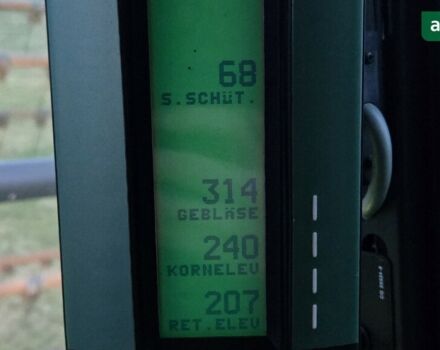 68
S.SCHÜT.
314
GEBLÄSE
240
KORNELEV
207
RET.ELEV
a